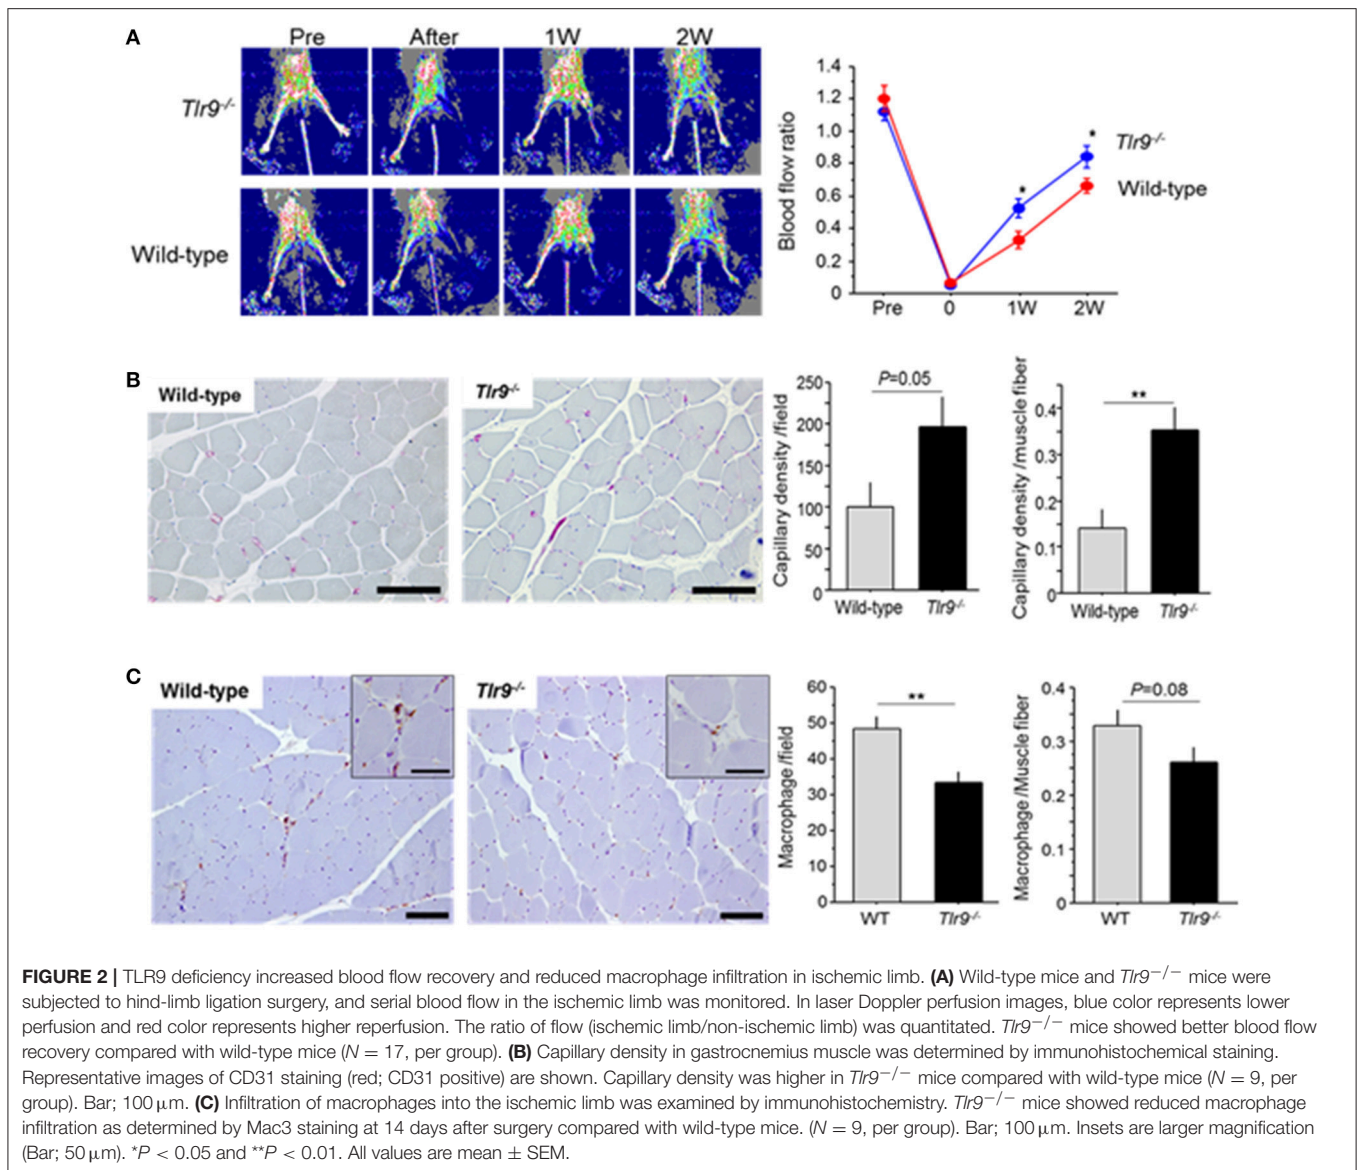 A
Pre After 1W 2W
Tlr9-/-
Wild-type
Blood flow ratio
1.4
1.2
1.0
0.8
0.6
0.4
0.2
0
Pre 0 1W 2W
*
*
Tlr9-/-
Wild-type
B
Wild-type
Tlr9-/-
Capillary density /field
250
200
150
100
50
0
P=0.05
Wild-type Tlr9-/-
Capillary density /muscle fiber
0.4
0.3
0.2
0.1
0
**
Wild-type Tlr9-/-
C
Wild-type
Tlr9-/-
Macrophage /field
60
50
40
30
20
10
0
**
WT Tlr9-/-
Macrophage /Muscle fiber
0.4
0.3
0.2
0.1
0
P=0.08
WT Tlr9-/-
FIGURE 2 | TLR9 deficiency increased blood flow recovery and reduced macrophage infiltration in ischemic limb. (A) Wild-type mice and Tlr9−/− mice were
subjected to hind-limb ligation surgery, and serial blood flow in the ischemic limb was monitored. In laser Doppler perfusion images, blue color represents lower
perfusion and red color represents higher reperfusion. The ratio of flow (ischemic limb/non-ischemic limb) was quantitated. Tlr9−/− mice showed better blood flow
recovery compared with wild-type mice (N = 17, per group). (B) Capillary density in gastrocnemius muscle was determined by immunohistochemical staining.
Representative images of CD31 staining (red; CD31 positive) are shown. Capillary density was higher in Tlr9−/− mice compared with wild-type mice (N = 9, per
group). Bar; 100 μm. (C) Infiltration of macrophages into the ischemic limb was examined by immunohistochemistry. Tlr9−/− mice showed reduced macrophage
infiltration as determined by Mac3 staining at 14 days after surgery compared with wild-type mice. (N = 9, per group). Bar; 100 μm. Insets are larger magnification
(Bar; 50 μm). *P < 0.05 and **P < 0.01. All values are mean ± SEM.